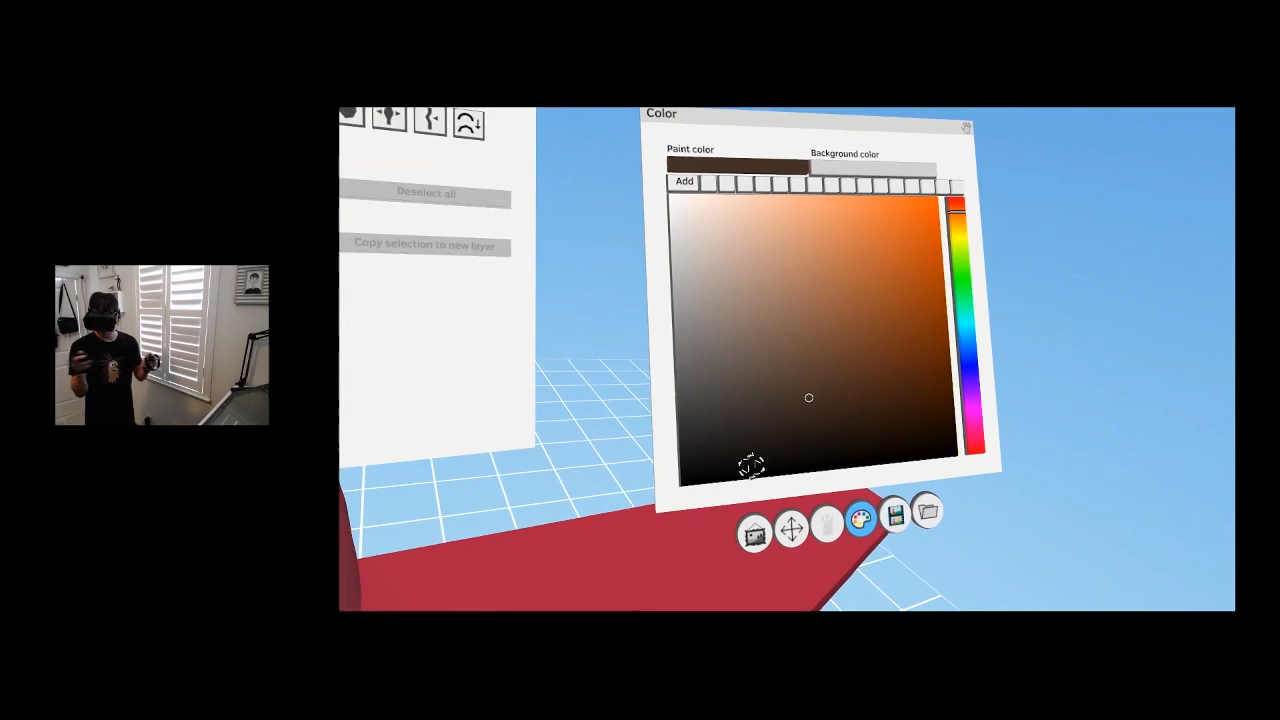 Color
Paint color
Background color
Add
Deselect all
Copy selection to new layer